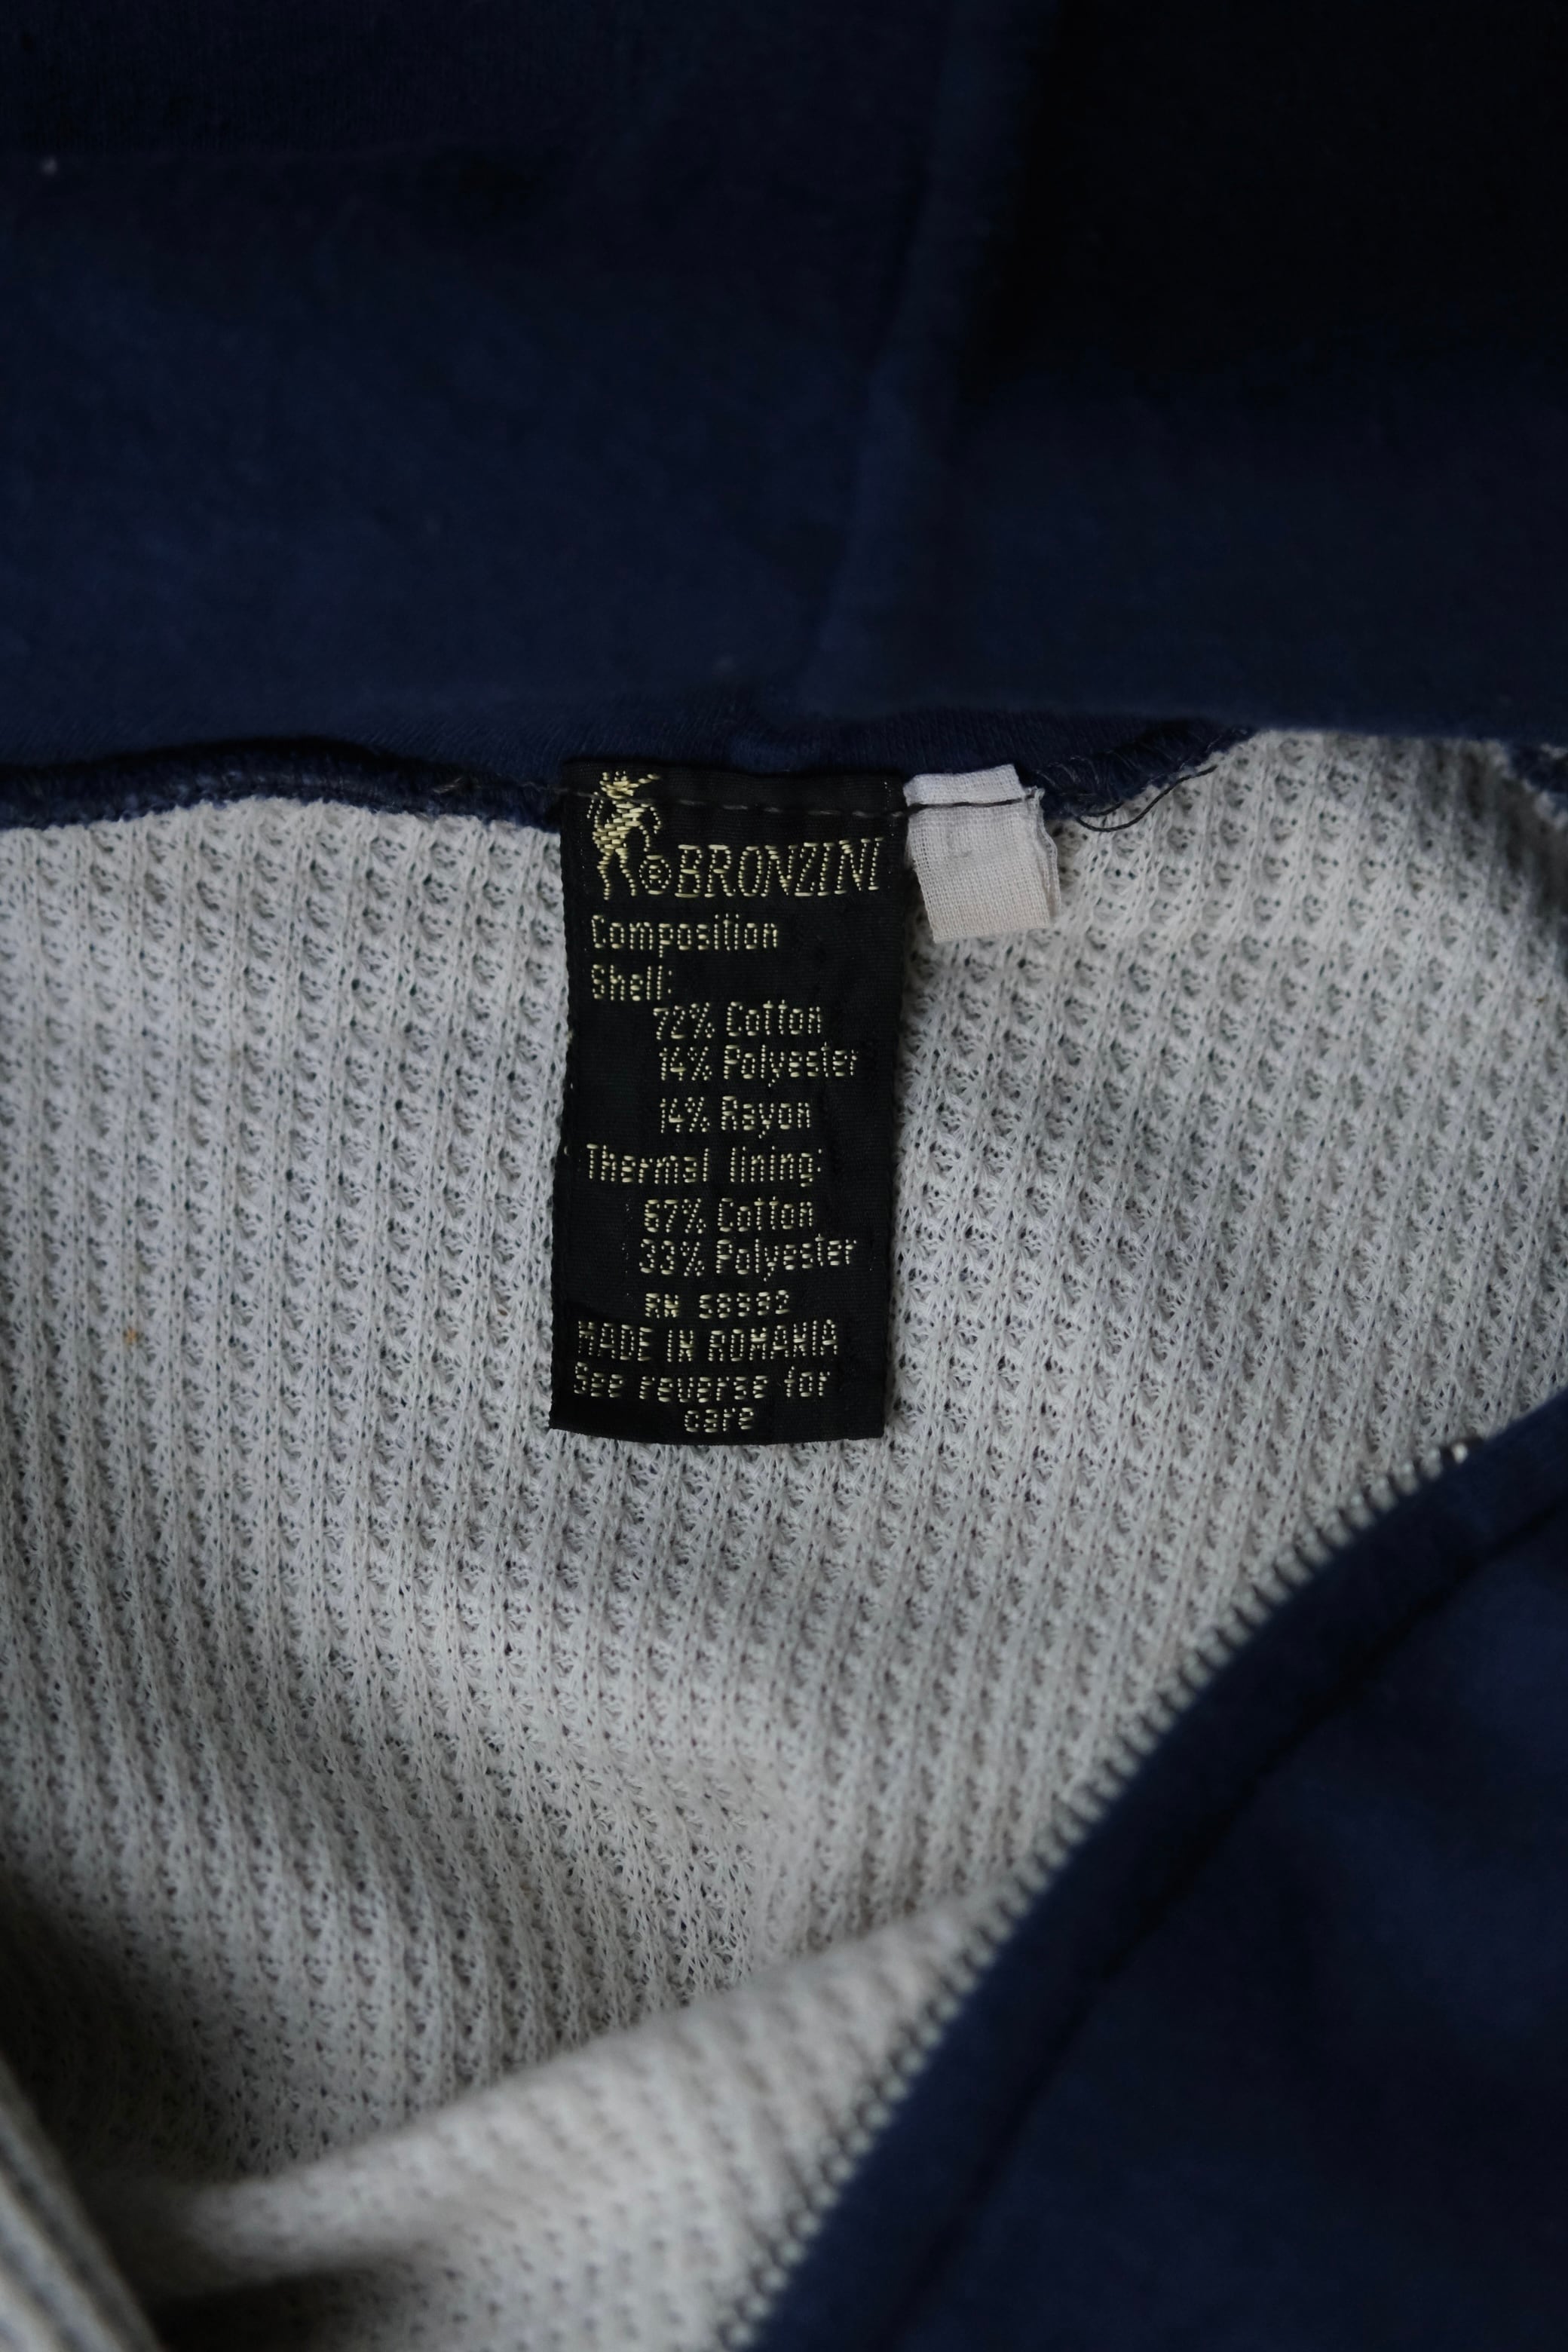 ® BRONZINI
Composition
Shell:
72% Cotton
14% Polyester
14% Rayon
Thermal lining:
67% Cotton
33% Polyester
RN
MADE IN ROMANIA
See reverse for
care